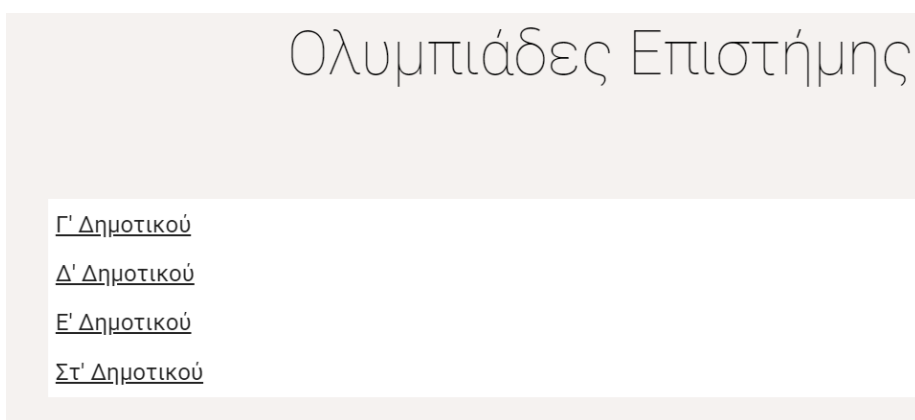 Ολυμπιάδες Επιστήμης
Γ' Δημοτικού
Δ' Δημοτικού
Ε' Δημοτικού
Στ' Δημοτικού